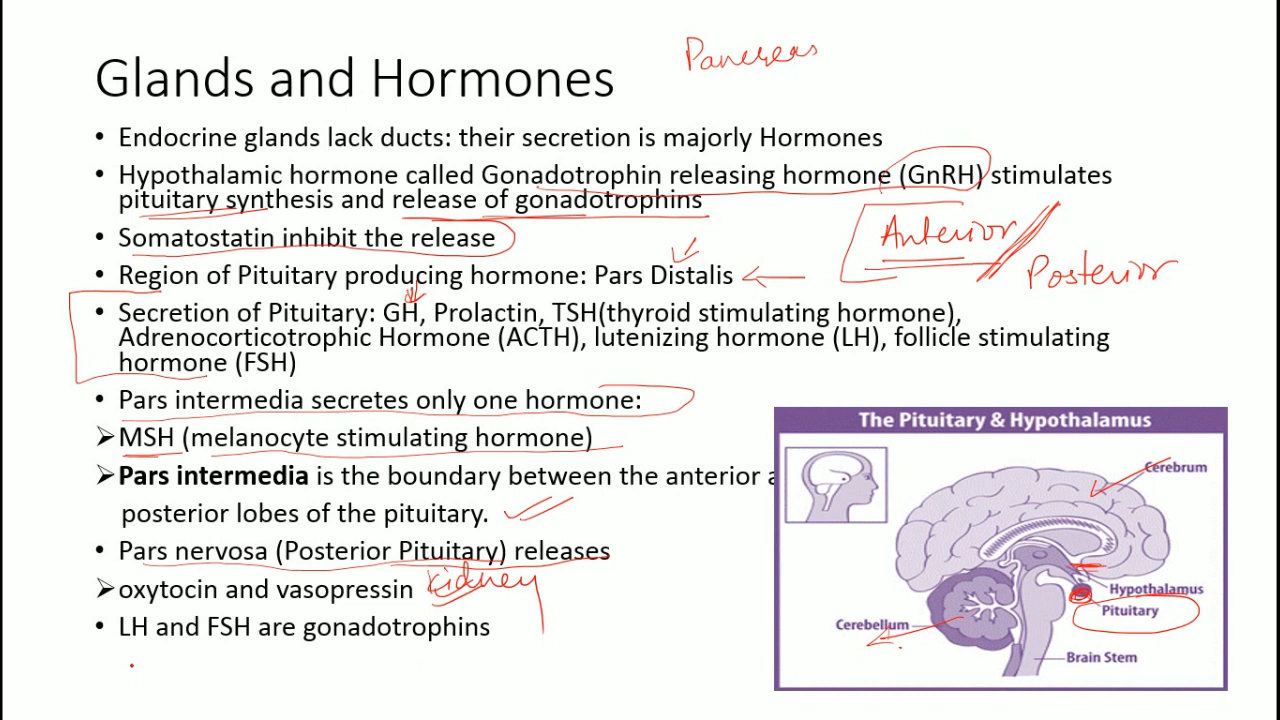 Pancreas
Glands and Hormones
• Endocrine glands lack ducts: their secretion is majorly Hormones
• Hypothalamic hormone called Gonadotrophin releasing hormone (GnRH) stimulates
pituitary synthesis and release of gonadotrophins
• Somatostatin inhibit the release
Anterior
• Region of Pituitary producing hormone: Pars Distalis
Posterior
• Secretion of Pituitary: GH, Prolactin, TSH(thyroid stimulating hormone),
Adrenocorticotrophic Hormone (ACTH), lutenizing hormone (LH), follicle stimulating
hormone (FSH)
• Pars intermedia secretes only one hormone:
➢MSH (melanocyte stimulating hormone)
➢Pars intermedia is the boundary between the anterior a
posterior lobes of the pituitary.
• Pars nervosa (Posterior Pituitary) releases
➢oxytocin and vasopressin kidney
• LH and FSH are gonadotrophins
The Pituitary & Hypothalamus
Cerebrum
Hypothalamus
Pituitary
Cerebellum
Brain Stem